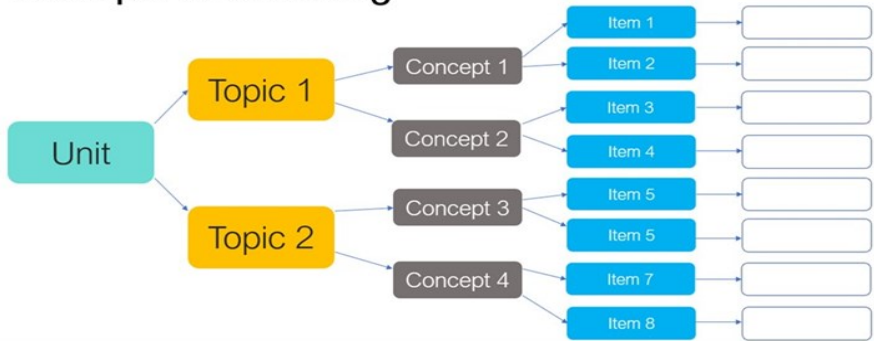 Unit
Topic 1
Topic 2
Concept 1
Concept 2
Concept 3
Concept 4
Item 1
Item 2
Item 3
Item 4
Item 5
Item 5
Item 7
Item 8